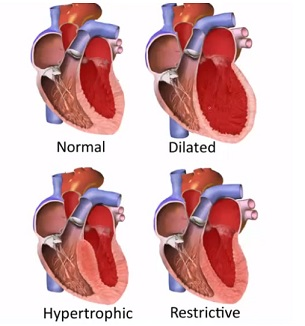 Normal
Dilated
Hypertrophic
Restrictive